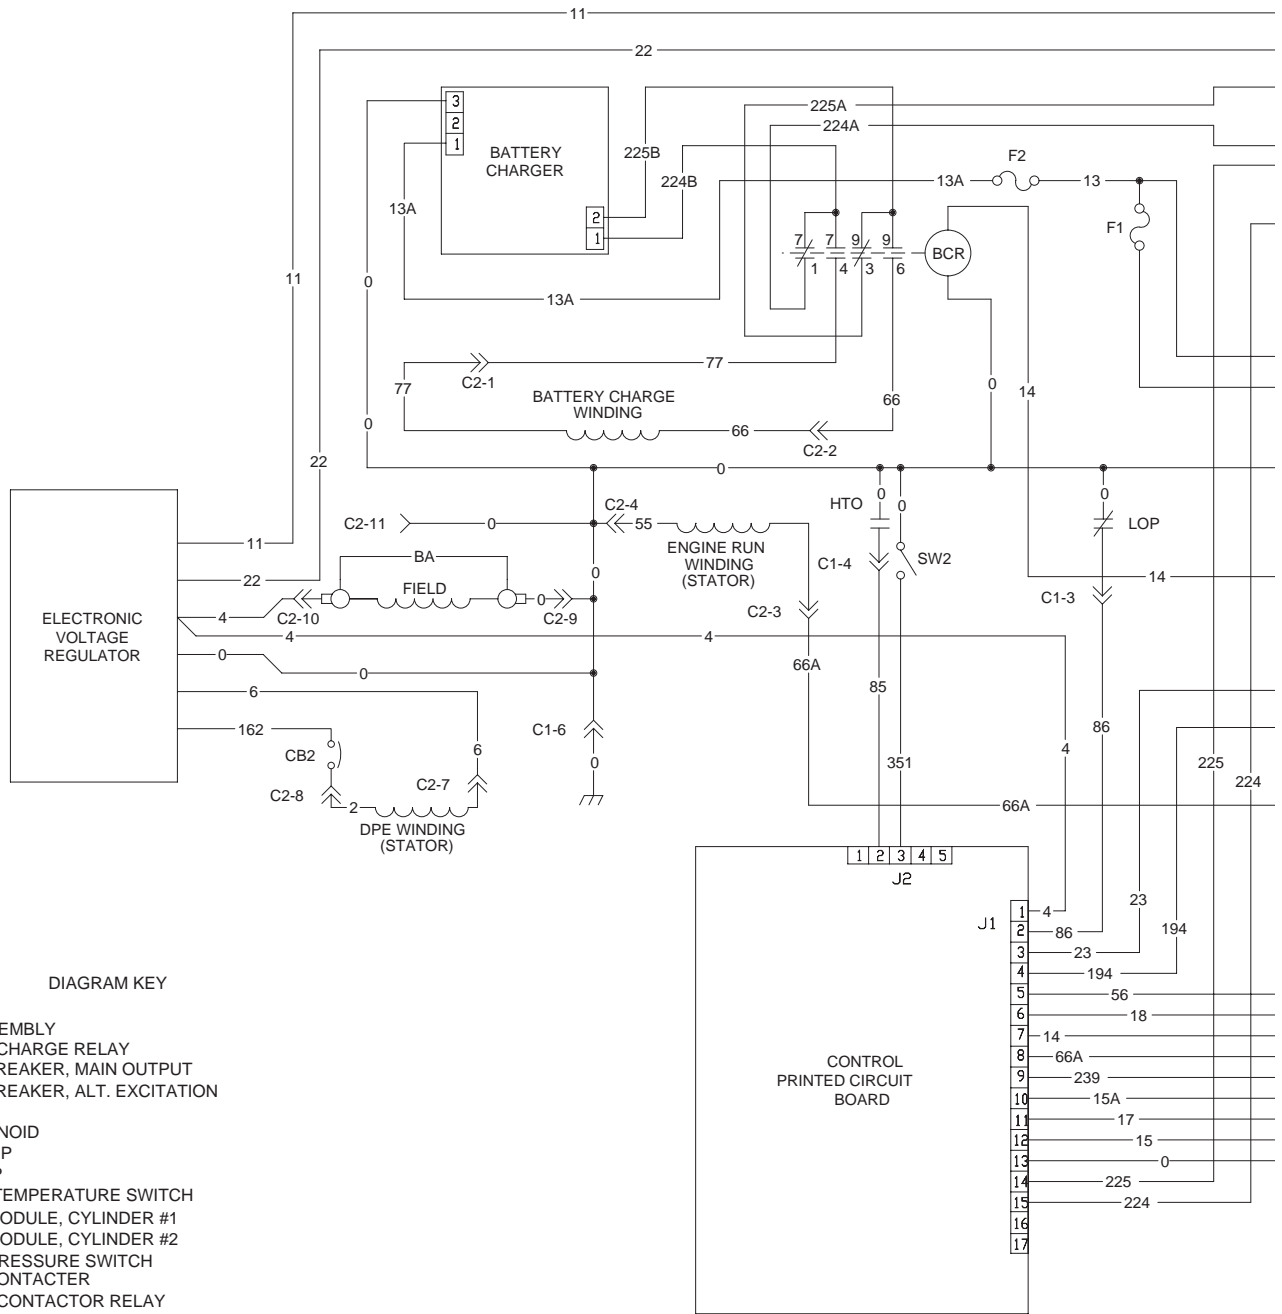 11
22
225A
224A
3
2
1
BATTERY
CHARGER
225B
224B
F2
13A
13
13A
2
1
F1
7
7
9
9
BCR
1
4
3
6
11
0
13A
77
C2-1
77
0
14
BATTERY CHARGE
WINDING
66
66
C2-2
0
22
0
C2-4
HTO
0
0
0
LOP
C2-11
0
55
11
BA
ENGINE RUN
WINDING
(STATOR)
C1-4
SW2
22
FIELD
0
14
C1-3
4
C2-10
0
C2-9
C2-3
ELECTRONIC
VOLTAGE
REGULATOR
4
4
0
0
66A
85
6
162
C1-6
86
CB2
6
0
4
351
225
C2-8
C2-7
224
2
66A
DPE WINDING
(STATOR)
1 2 3 4 5
J2
23
194
J1
1 4
2 86
3 23
4 194
5 56
6 18
7 14
8 66A
9 239
10 15A
11 17
12 15
13 0
14 225
15 224
16
17
CONTROL
PRINTED CIRCUIT
BOARD
DIAGRAM KEY
EMBLY
CHARGE RELAY
REAKER, MAIN OUTPUT
REAKER, ALT. EXCITATION
NOID
P
TEMPERATURE SWITCH
ODULE, CYLINDER #1
ODULE, CYLINDER #2
RESSURE SWITCH
ONTACTER
CONTACTOR RELAY